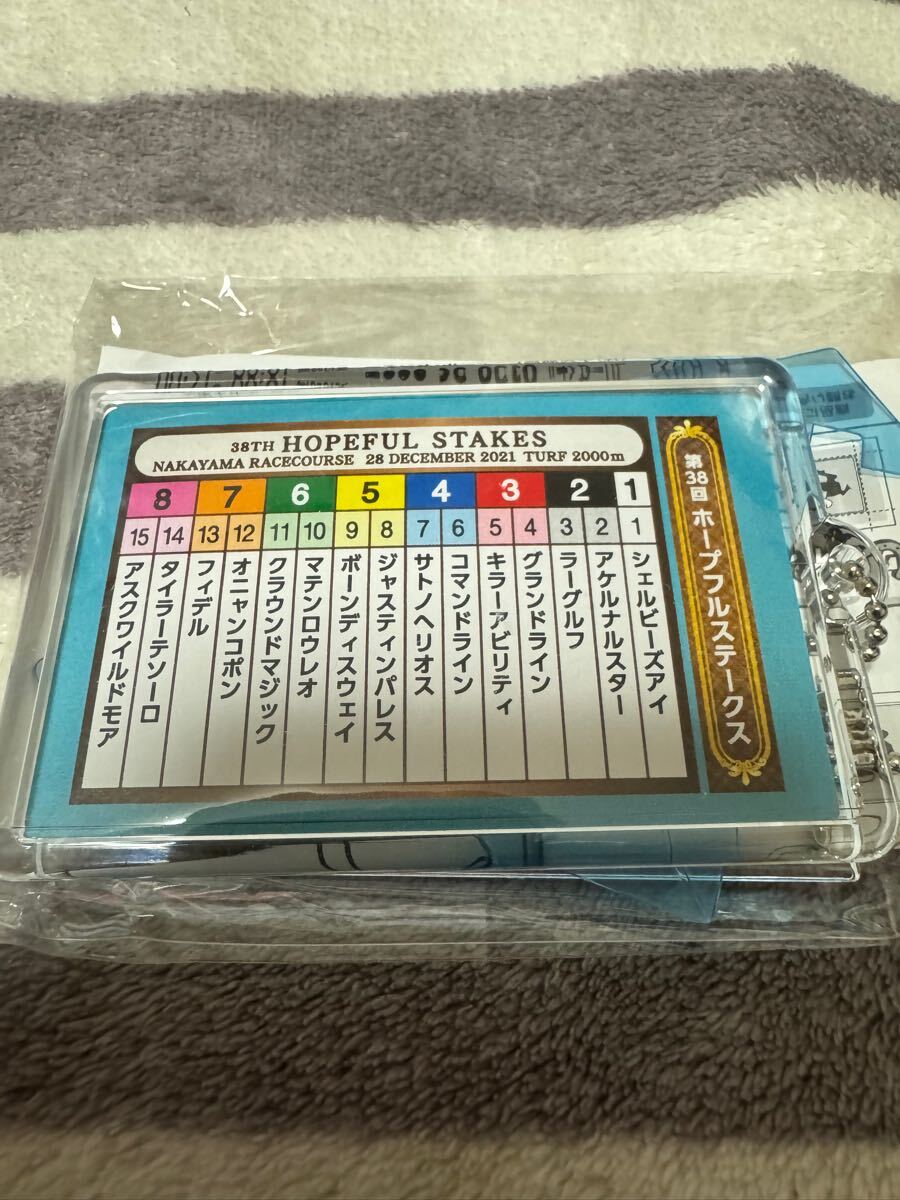 38TH HOPEFUL STAKES
NAKAYAMA RACECOURSE 28 DECEMBER 2021 TURF 2000m
8 7 6 5 4 3 2 1
15 14 13 12 11 10 9 8 7 6 5 4 3 2 1
第38回 ホープフルステークス
シェルビーズアイ
アケルナルスター
ラーグルフ
グランドライン
キラーアビリティ
コマンドライン
サトノヘリオス
ジャスティンパレス
ボーンディスウェイ
マテンロウレオ
クラウンドマジック
オニャンコポン
フィデル
タイラーテソーロ
アスクワイルドモア